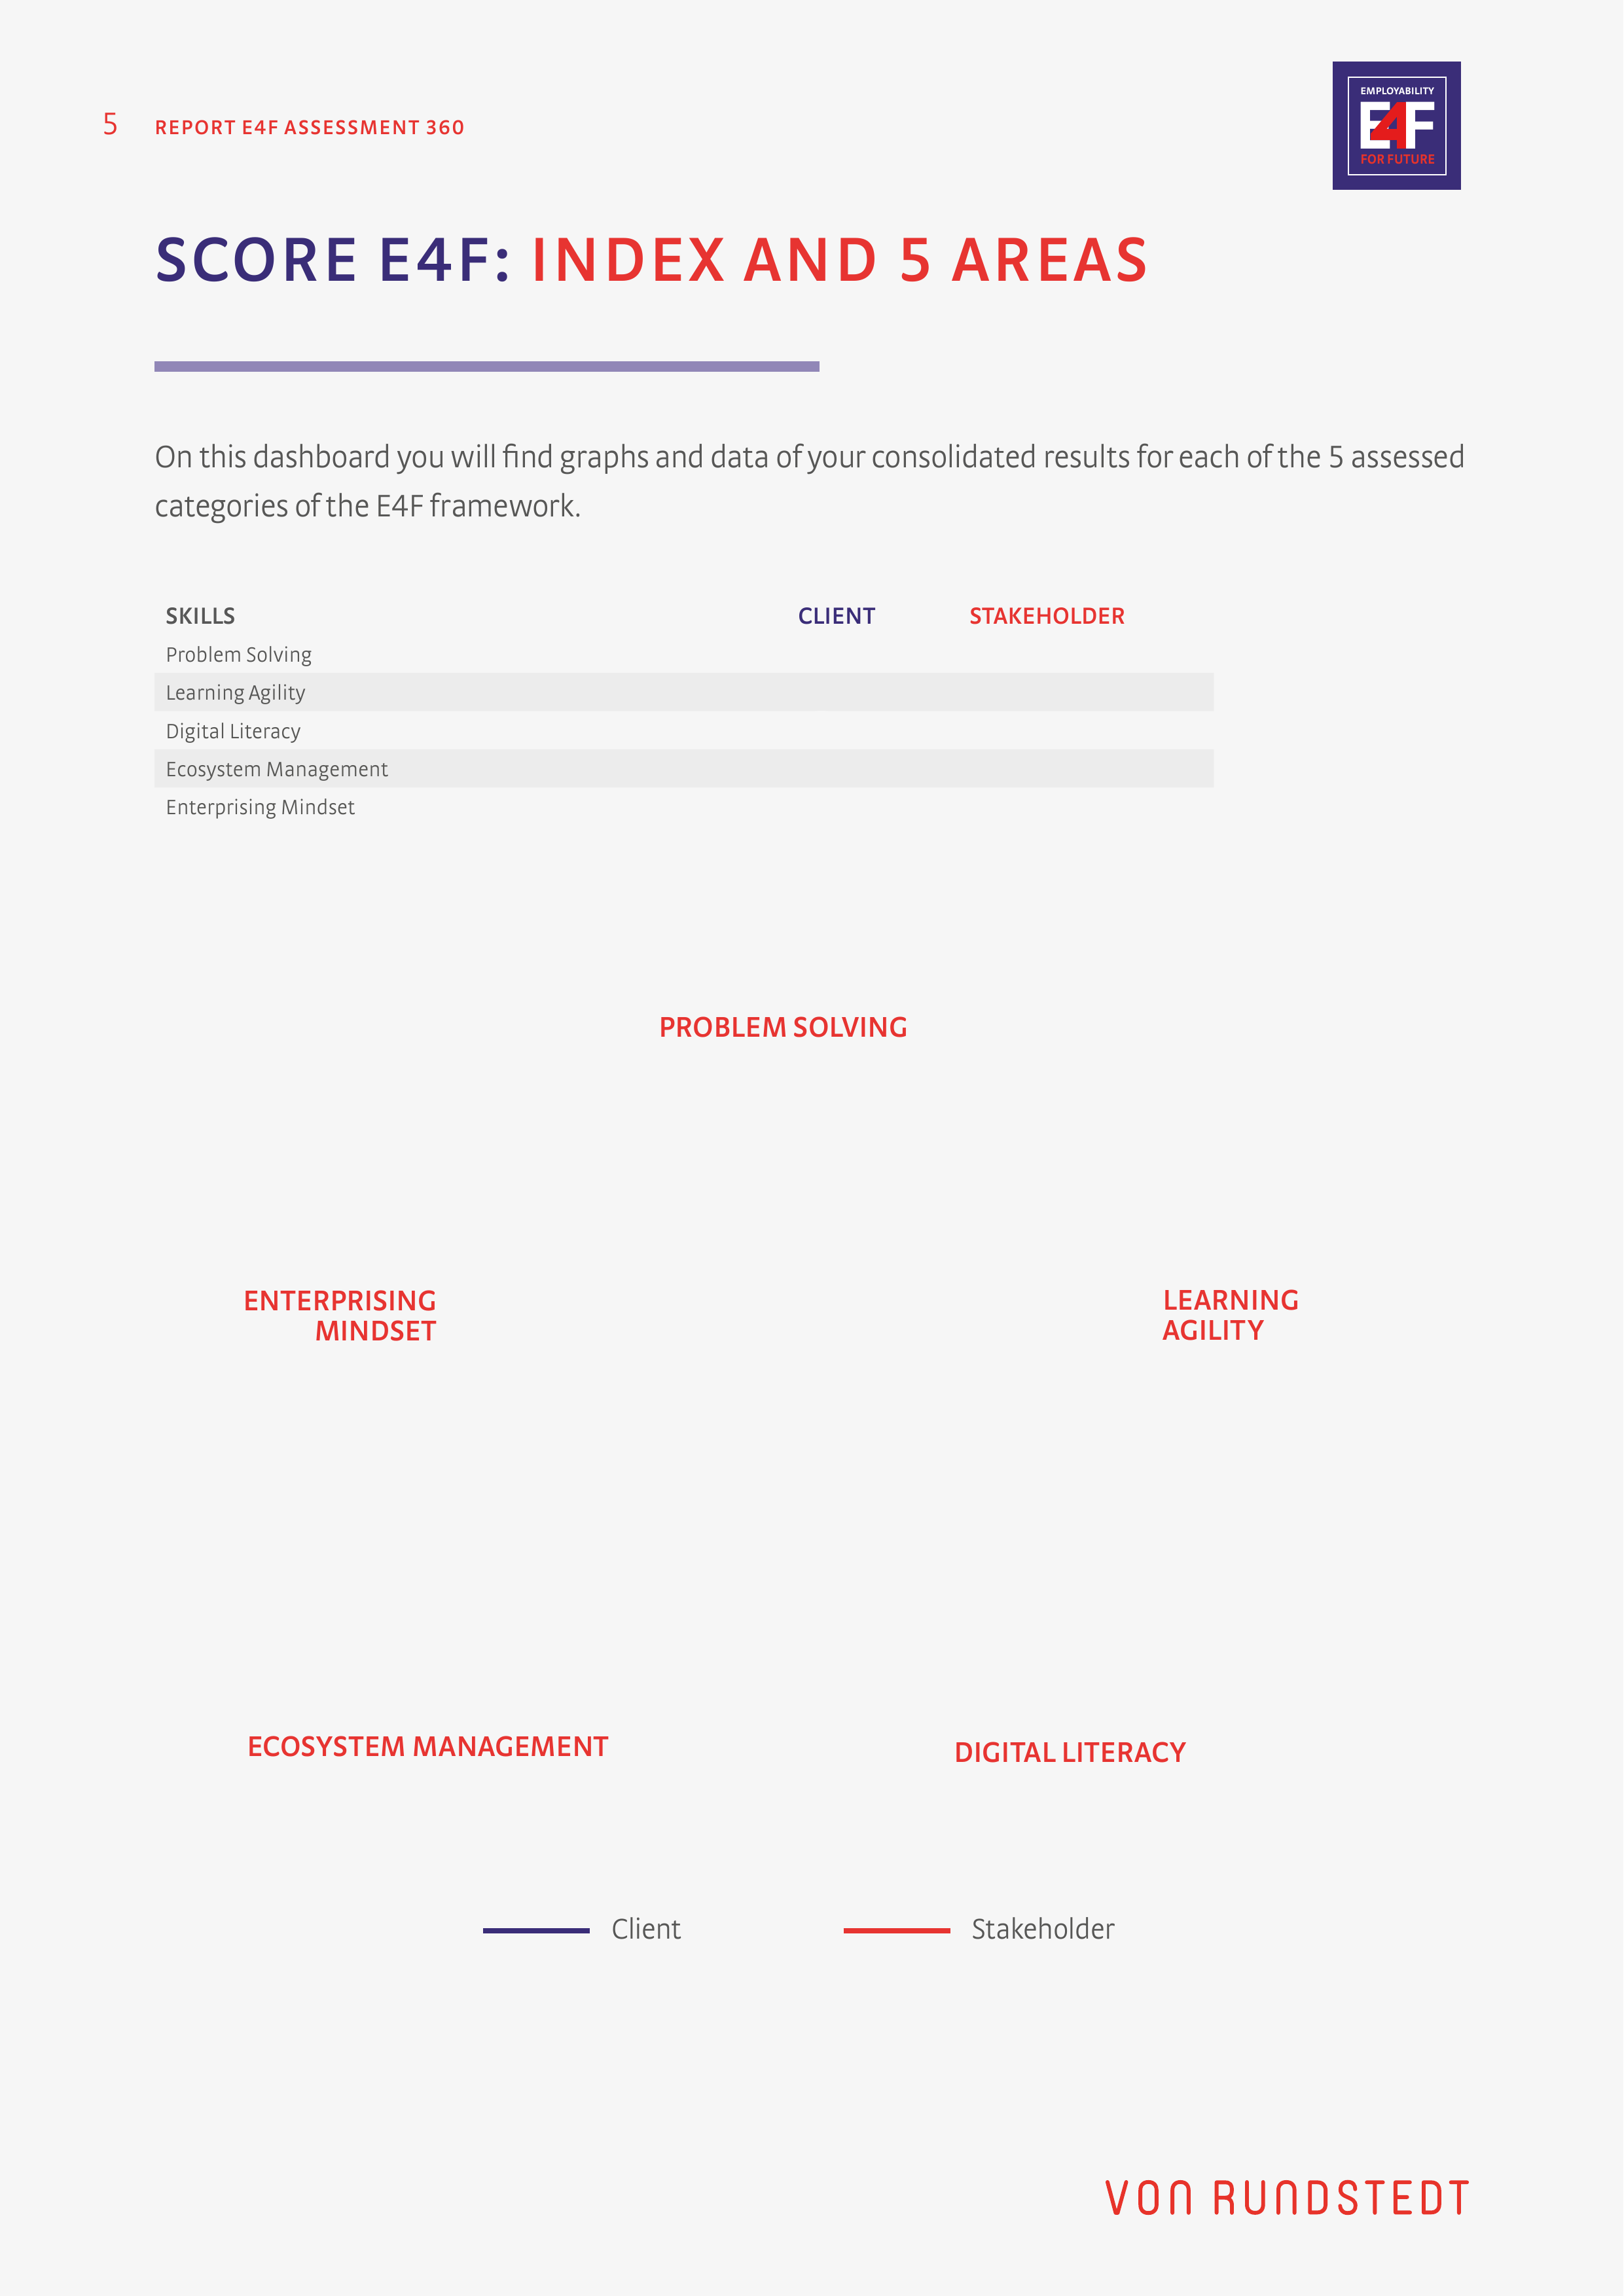 5 REPORT E4F ASSESSMENT 360
EMPLOYABILITY
E4F
FOR FUTURE
SCORE E4F: INDEX AND 5 AREAS
On this dashboard you will find graphs and data of your consolidated results for each of the 5 assessed
categories of the E4F framework.
SKILLS CLIENT STAKEHOLDER
Problem Solving
Learning Agility
Digital Literacy
Ecosystem Management
Enterprising Mindset
PROBLEM SOLVING
ENTERPRISING
MINDSET
LEARNING
AGILITY
ECOSYSTEM MANAGEMENT
DIGITAL LITERACY
Client Stakeholder
VON RUNDSTEDT